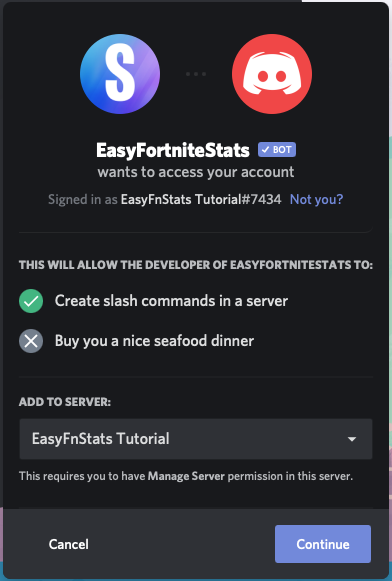 S
EasyFortniteStats ✓ BOT
wants to access your account
Signed in as EasyFnStats Tutorial#7434 Not you?
THIS WILL ALLOW THE DEVELOPER OF EASYFORTNITESTATS TO:
Create slash commands in a server
Buy you a nice seafood dinner
ADD TO SERVER:
EasyFnStats Tutorial
This requires you to have Manage Server permission in this server.
Cancel Continue